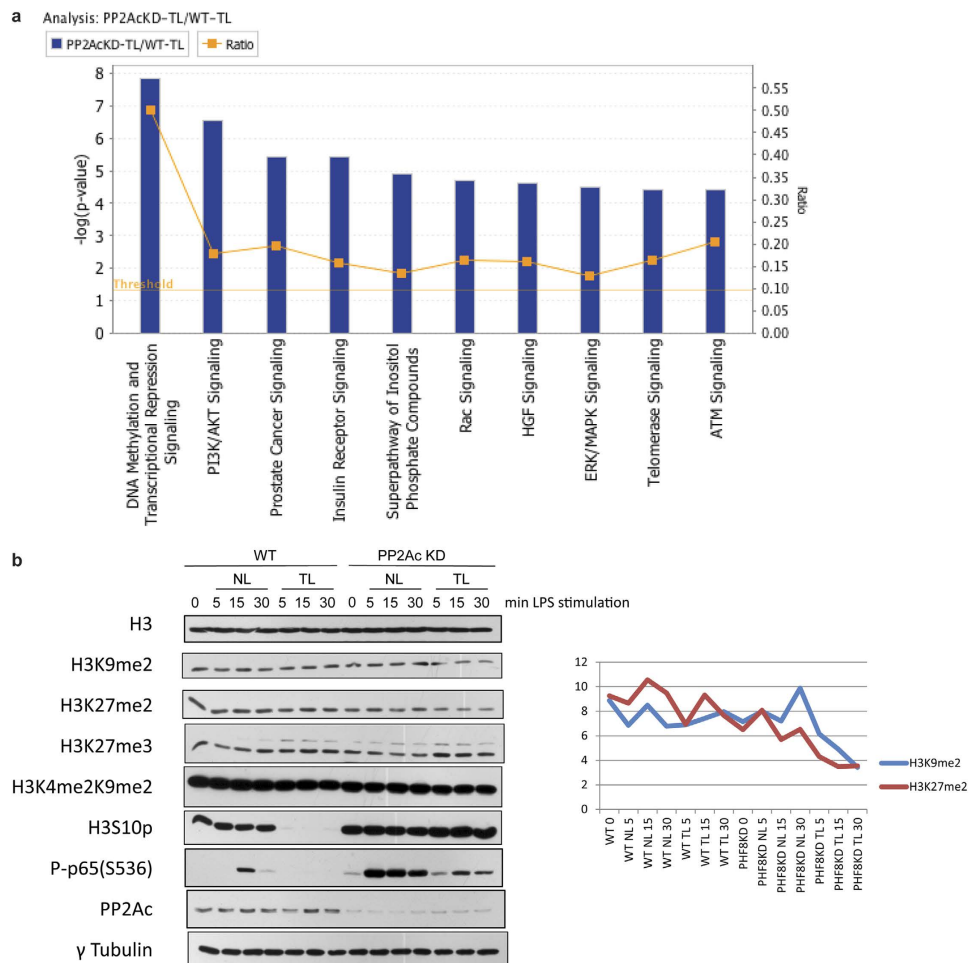 a
Analysis: PP2AcKD-TL/WT-TL
PP2AcKD-TL/WT-TL
Ratio
8
7
6
5
4
3
2
1
0
-log(p-value)
Threshold
0.55
0.50
0.45
0.40
0.35
0.30
0.25
0.20
0.15
0.10
0.05
0.00
Ratio
DNA Methylation and
Transcriptional Repression
Signaling
PI3K/AKT Signaling
Prostate Cancer Signaling
Insulin Receptor Signaling
Superpathway of Inositol
Phosphate Compounds
Rac Signaling
HGF Signaling
ERK/MAPK Signaling
Telomerase Signaling
ATM Signaling
b
WT PP2Ac KD
NL TL NL TL
0 5 15 30 5 15 30 0 5 15 30 5 15 30 min LPS stimulation
H3
H3K9me2
H3K27me2
H3K27me3
H3K4me2K9me2
H3S10p
P-p65(S536)
PP2Ac
γ Tubulin
12
10
8
6
4
2
0
WT 0
WT NL 5
WT NL 15
WT NL 30
WT TL 5
WT TL 15
WT TL 30
PHF8KD 0
PHF8KD NL 5
PHF8KD NL 15
PHF8KD NL 30
PHF8KD TL 5
PHF8KD TL 15
PHF8KD TL 30
H3K9me2
H3K27me2